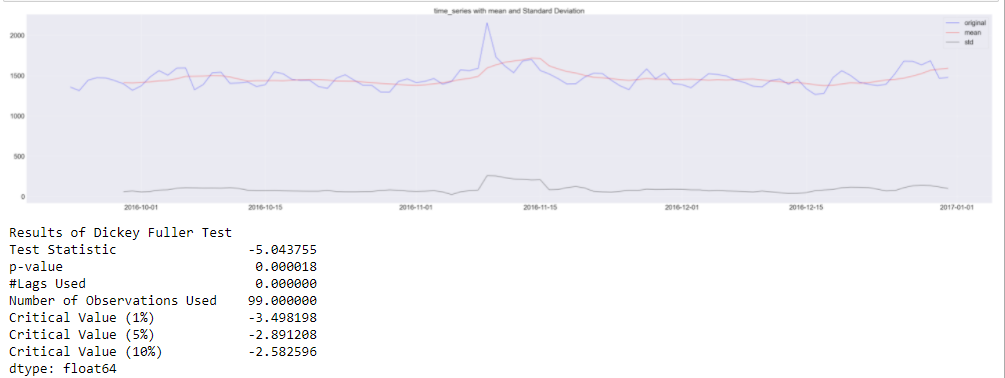 time_series with mean and Standard Deviation
original
mean
std
2000
1500
1000
500
0
2016-10-01 2016-10-15 2016-11-01 2016-11-15 2016-12-01 2016-12-15 2017-01-01
Results of Dickey Fuller Test
Test Statistic -5.043755
p-value 0.000018
#Lags Used 0.000000
Number of Observations Used 99.000000
Critical Value (1%) -3.498198
Critical Value (5%) -2.891208
Critical Value (10%) -2.582596
dtype: float64